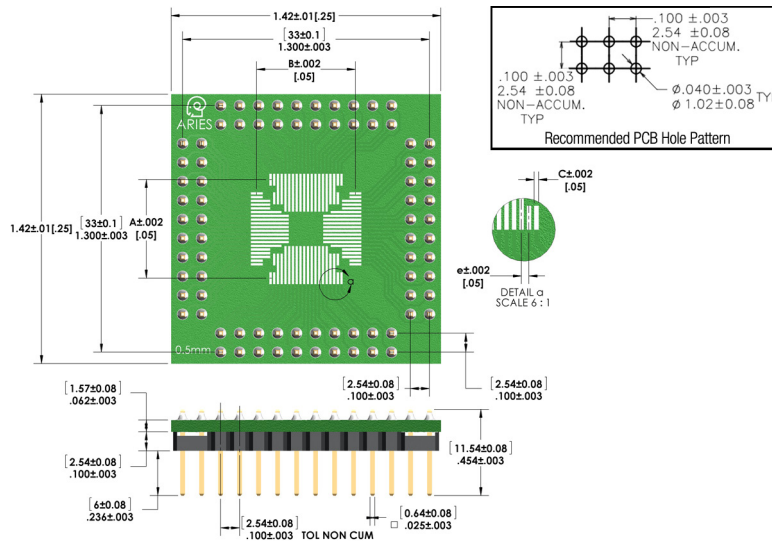 1.42±.01[.25]
[33±0.1]
1.300±.003
B±.002
[.05]
ARIES
1.42±.01[.25]
[33±0.1]
1.300±.003
A±.002
[.05]
a
0.5mm
[2.54±0.08]
.100±.003
[2.54±0.08]
.100±.003
.100 ±.003
2.54 ±0.08
NON-ACCUM.
TYP
.100 ±.003
2.54 ±0.08
NON-ACCUM.
TYP
Ø.040±.003
Ø 1.02±0.08
TYP
Recommended PCB Hole Pattern
C±.002
[.05]
e±.002
[.05]
DETAIL a
SCALE 6 : 1
[1.57±0.08]
.062±.003
[2.54±0.08]
.100±.003
[6±0.08]
.236±.003
[2.54±0.08]
.100±.003 TOL NON CUM
[0.64±0.08]
□ .025±.003
[11.54±0.08]
.454±.003